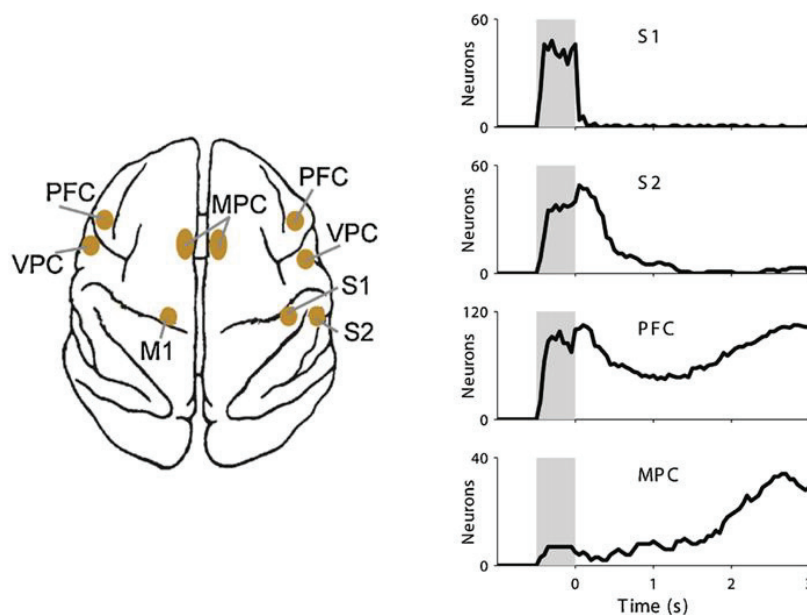 PFC
PFC
MPC
VPC
VPC
S1
M1
S2
60
S1
Neurons
0
60
S2
Neurons
0
120
PFC
Neurons
0
40
MPC
Neurons
0
0 1 2 3
Time (s)